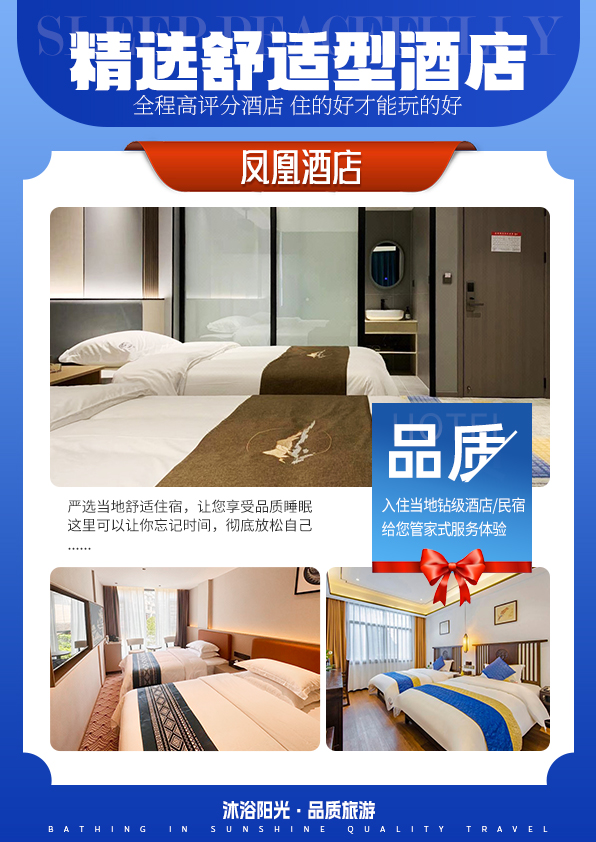 SLEEP PEACEFULLY
精选舒适型酒店
全程高评分酒店 住的好才能玩的好
凤凰酒店
HOTEL
品质
入住当地钻级酒店/民宿
给您管家式服务体验
严选当地舒适住宿，让您享受品质睡眠
这里可以让你忘记时间，彻底放松自己
......
沐浴阳光·品质旅游
BATHING IN SUNSHINE QUALITY TRAVEL